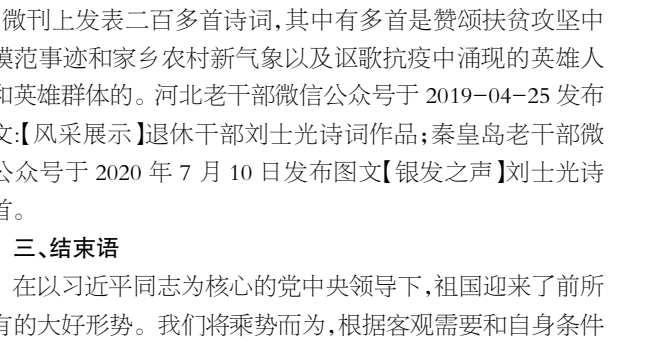 微刊上发表二百多首诗词,其中有多首是赞颂扶贫攻坚中
模范事迹和家乡农村新气象以及讴歌抗疫中涌现的英雄人
和英雄群体的。河北老干部微信公众号于 2019-04-25 发布
文:【风采展示】退休干部刘士光诗词作品;秦皇岛老干部微
公众号于 2020 年 7 月 10 日发布图文【银发之声】刘士光诗
首。
三、结束语
在以习近平同志为核心的党中央领导下,祖国迎来了前所
有的大好形势。我们将乘势而为,根据客观需要和自身条件